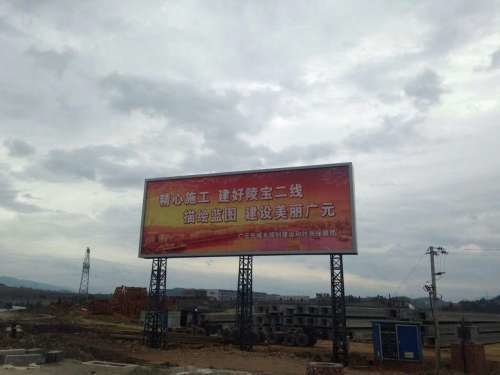 精心施工 建好陵宝二线
描绘蓝图 建设美丽广元